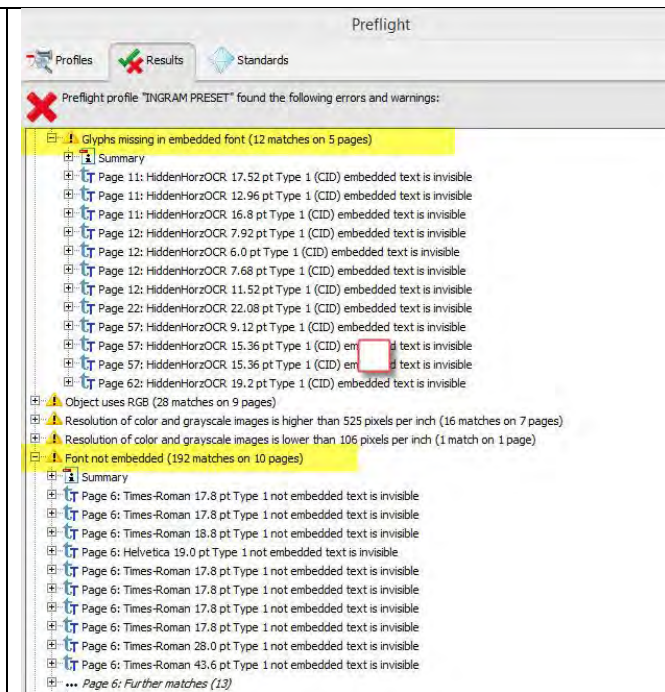 Preflight
Profiles Results Standards
Preflight profile "INGRAM PRESET" found the following errors and warnings:
Glyphs missing in embedded font (12 matches on 5 pages)
Summary
Page 11: HiddenHorzOCR 17.52 pt Type 1 (CID) embedded text is invisible
Page 11: HiddenHorzOCR 12.96 pt Type 1 (CID) embedded text is invisible
Page 11: HiddenHorzOCR 16.8 pt Type 1 (CID) embedded text is invisible
Page 12: HiddenHorzOCR 7.92 pt Type 1 (CID) embedded text is invisible
Page 12: HiddenHorzOCR 6.0 pt Type 1 (CID) embedded text is invisible
Page 12: HiddenHorzOCR 7.68 pt Type 1 (CID) embedded text is invisible
Page 12: HiddenHorzOCR 11.52 pt Type 1 (CID) embedded text is invisible
Page 22: HiddenHorzOCR 22.08 pt Type 1 (CID) embedded text is invisible
Page 57: HiddenHorzOCR 9.12 pt Type 1 (CID) embedded text is invisible
Page 57: HiddenHorzOCR 15.36 pt Type 1 (CID) text is invisible
Page 57: HiddenHorzOCR 15.36 pt Type 1 (CID) text is invisible
Page 62: HiddenHorzOCR 19.2 pt Type 1 (CID) embedded text is invisible
Object uses RGB (28 matches on 9 pages)
Resolution of color and grayscale images is higher than 525 pixels per inch (16 matches on 7 pages)
Resolution of color and grayscale images is lower than 106 pixels per inch (1 match on 1 page)
Font not embedded (192 matches on 10 pages)
Summary
Page 6: Times-Roman 17.8 pt Type 1 not embedded text is invisible
Page 6: Times-Roman 17.8 pt Type 1 not embedded text is invisible
Page 6: Times-Roman 18.8 pt Type 1 not embedded text is invisible
Page 6: Helvetica 19.0 pt Type 1 not embedded text is invisible
Page 6: Times-Roman 17.8 pt Type 1 not embedded text is invisible
Page 6: Times-Roman 17.8 pt Type 1 not embedded text is invisible
Page 6: Times-Roman 17.8 pt Type 1 not embedded text is invisible
Page 6: Times-Roman 17.8 pt Type 1 not embedded text is invisible
Page 6: Times-Roman 28.0 pt Type 1 not embedded text is invisible
Page 6: Times-Roman 43.6 pt Type 1 not embedded text is invisible
... Page 6: Further matches (13)